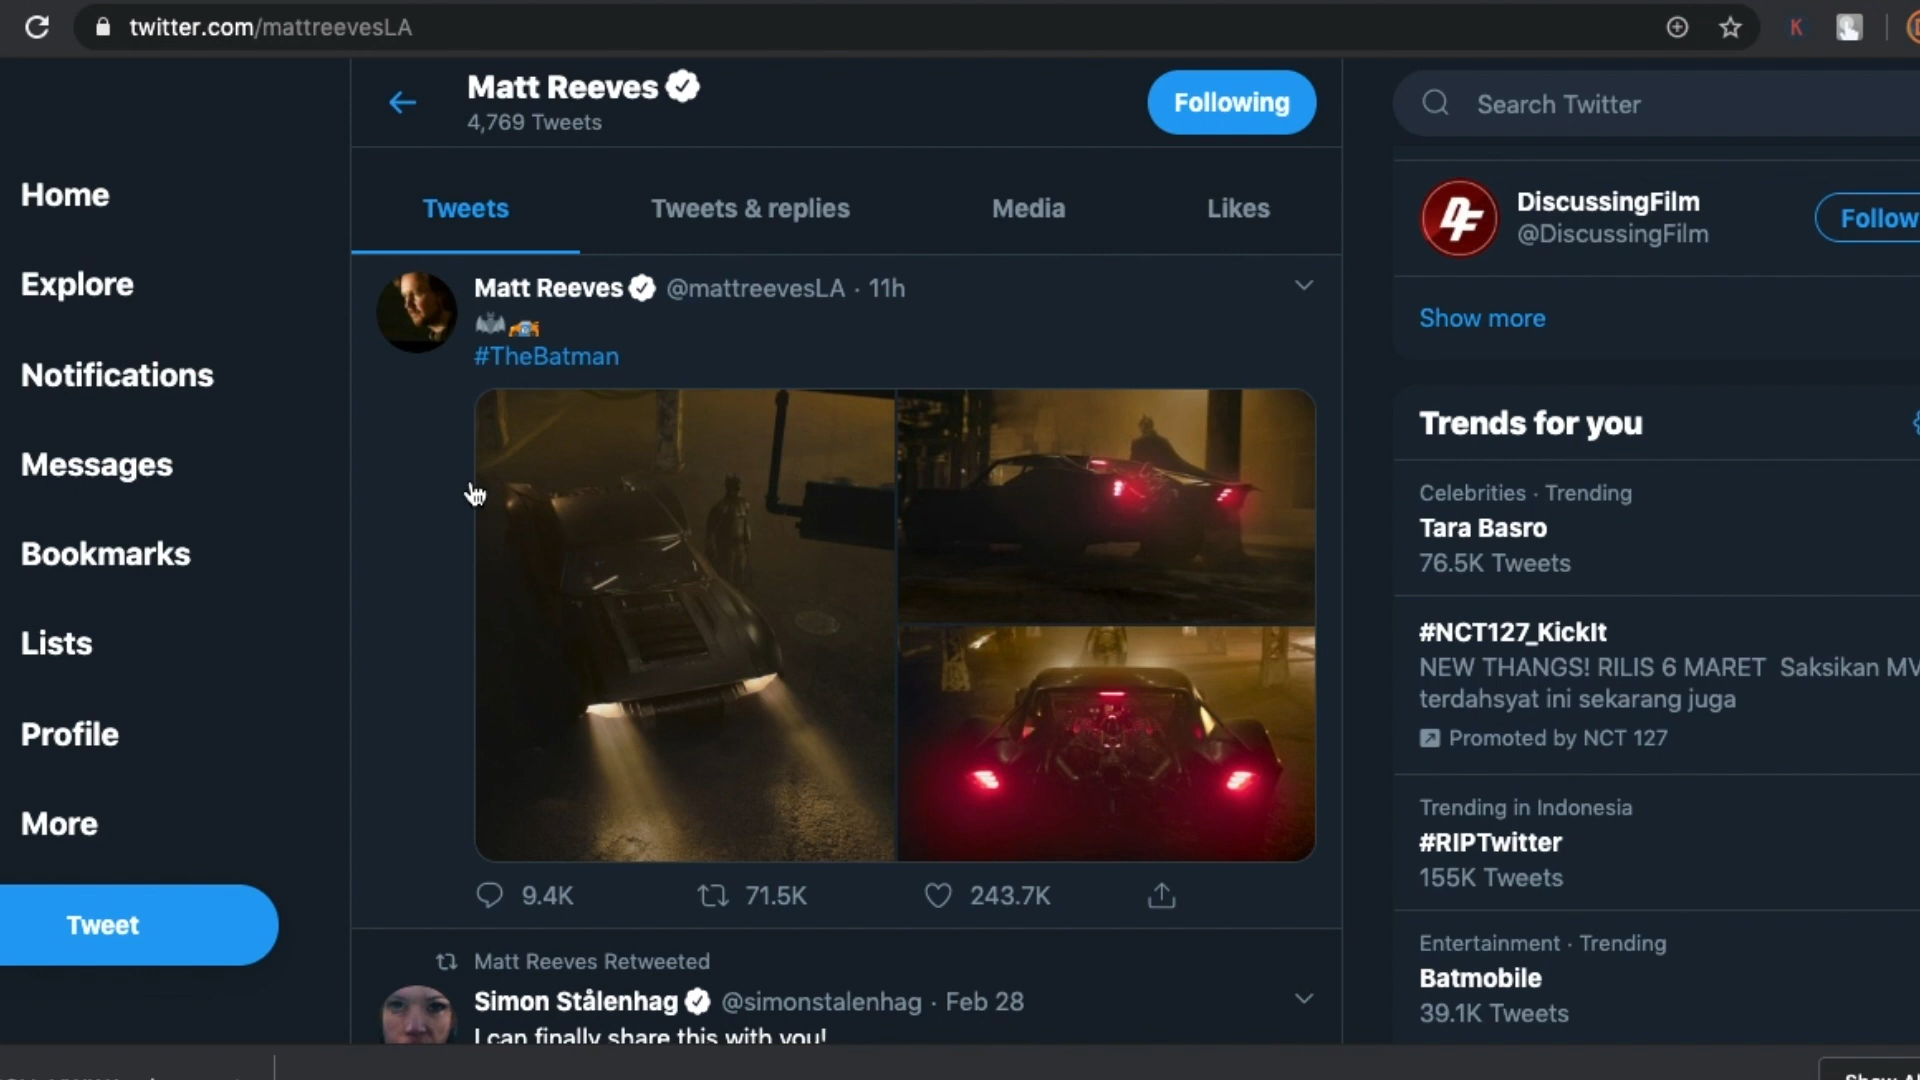 twitter.com/mattreevesLA
K
Matt Reeves
4,769 Tweets
Following
Search Twitter
Home
Explore
Notifications
Messages
Bookmarks
Lists
Profile
More
Tweet
Tweets
Tweets & replies
Media
Likes
Matt Reeves @mattreevesLA · 11h
#TheBatman
9.4K
71.5K
243.7K
Matt Reeves Retweeted
Simon Stålenhag @simonstalenhag · Feb 28
I can finally share this with you!
DF
DiscussingFilm
@DiscussingFilm
Follow
Show more
Trends for you
Celebrities · Trending
Tara Basro
76.5K Tweets
#NCT127_KickIt
NEW THANGS! RILIS 6 MARET Saksikan MV
terdahsyat ini sekarang juga
Promoted by NCT 127
Trending in Indonesia
#RIPTwitter
155K Tweets
Entertainment · Trending
Batmobile
39.1K Tweets